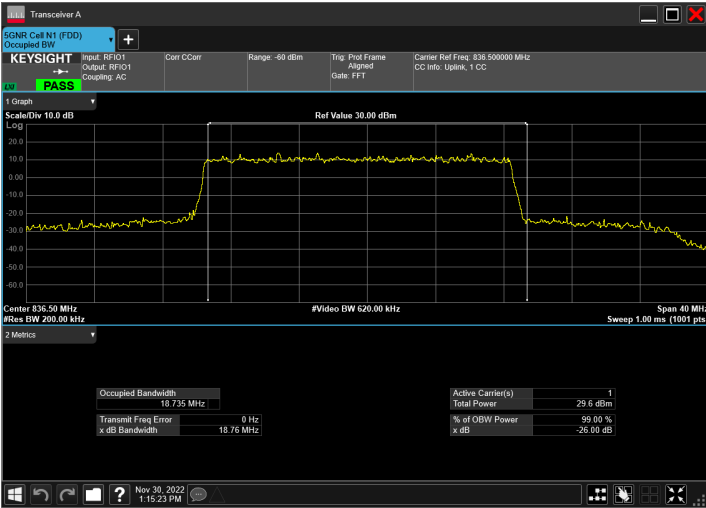 Transceiver A
5GNR Cell N1 (FDD)
Occupied BW
KEYSIGHT
Input: RFIO1
Output: RFIO1
Coupling: AC
Corr CCorr
Range: -60 dBm
Trig: Prot Frame
Aligned
Gate: FFT
Carrier Ref Freq: 836.500000 MHz
CC Info: Uplink, 1 CC
LXI
PASS
1 Graph
Scale/Div 10.0 dB
Ref Value 30.00 dBm
Log
20.0
10.0
0.00
-10.0
-20.0
-30.0
-40.0
-50.0
-60.0
Center 836.50 MHz
#Video BW 620.00 kHz
Span 40 MHz
#Res BW 200.00 kHz
Sweep 1.00 ms (1001 pts
2 Metrics
Occupied Bandwidth
18.735 MHz
Active Carrier(s) 1
Total Power 29.6 dBm
Transmit Freq Error 0 Hz
x dB Bandwidth 18.76 MHz
% of OBW Power 99.00 %
x dB -26.00 dB
Nov 30, 2022
1:15:23 PM